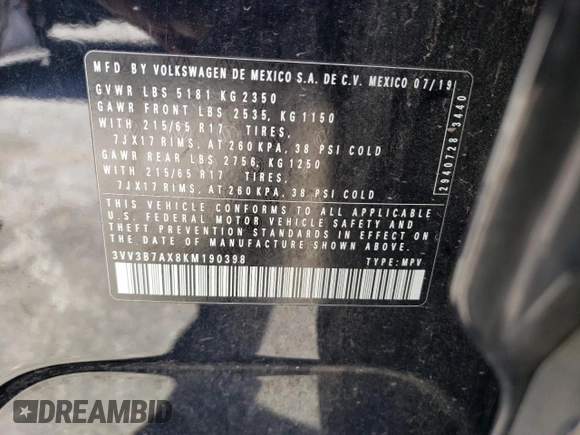 MFD BY VOLKSWAGEN DE MEXICO S.A. DE C.V. MEXICO 07/19
GVWR LBS 5181 KG 2350
GAWR FRONT LBS 2535, KG 1150
WITH 215/65 R17 TIRES,
7JX17 RIMS, AT 260 KPA, 38 PSI COLD
GAWR REAR LBS 2756, KG 1250
WITH 215/65 R17 TIRES,
7JX17 RIMS, AT 260 KPA, 38 PSI COLD
THIS VEHICLE CONFORMS TO ALL APPLICABLE
U.S. FEDERAL MOTOR VEHICLE SAFETY AND
THEFT PREVENTION STANDARDS IN EFFECT ON
THE DATE OF MANUFACTURE SHOWN ABOVE.
3VV3B7AX8KM190398 TYPE: MPV
2940728 3440
DREAMBID